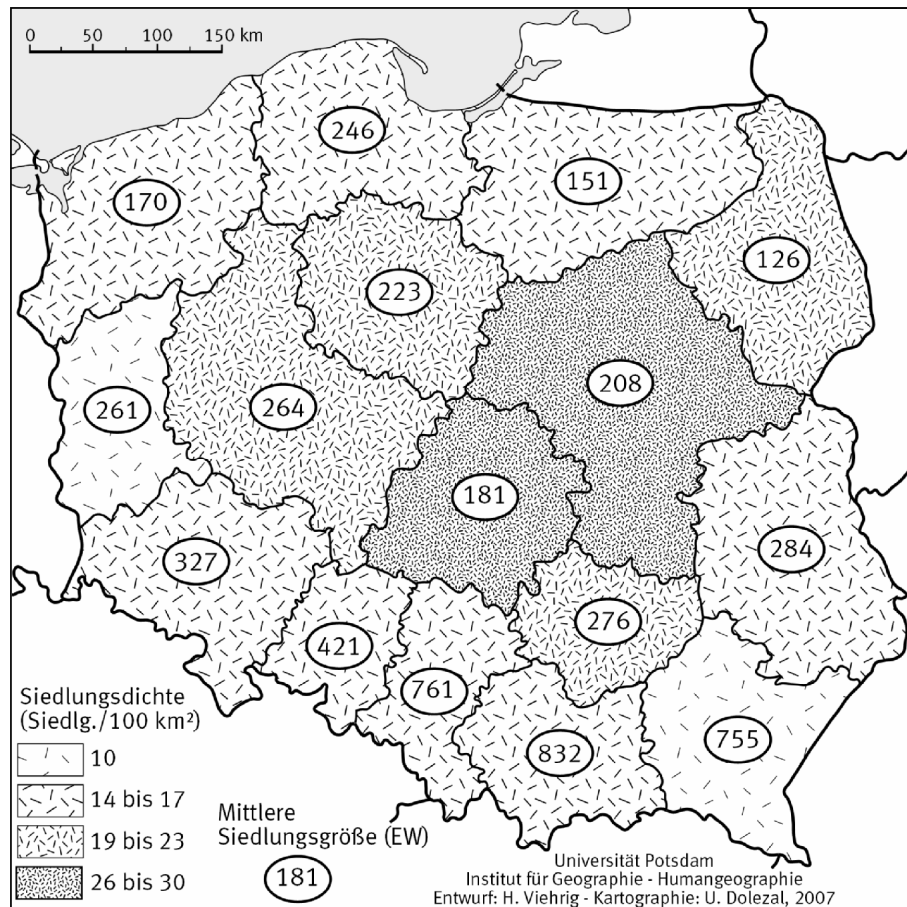 0 50 100 150 km
246
170
151
126
223
208
264
261
181
327
284
276
421
761
755
832
Siedlungsdichte
(Siedlg./100 km²)
10
14 bis 17
19 bis 23
26 bis 30
Mittlere
Siedlungsgröße (EW)
181
Universität Potsdam
Institut für Geographie - Humangeographie
Entwurf: H. Viehrig - Kartographie: U. Dolezal, 2007